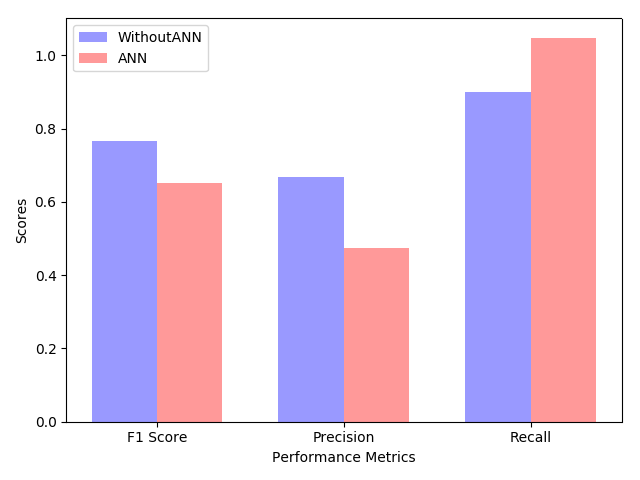 WithoutANN
ANN
1.0
0.8
0.6
0.4
0.2
0.0
Scores
F1 Score
Precision
Recall
Performance Metrics